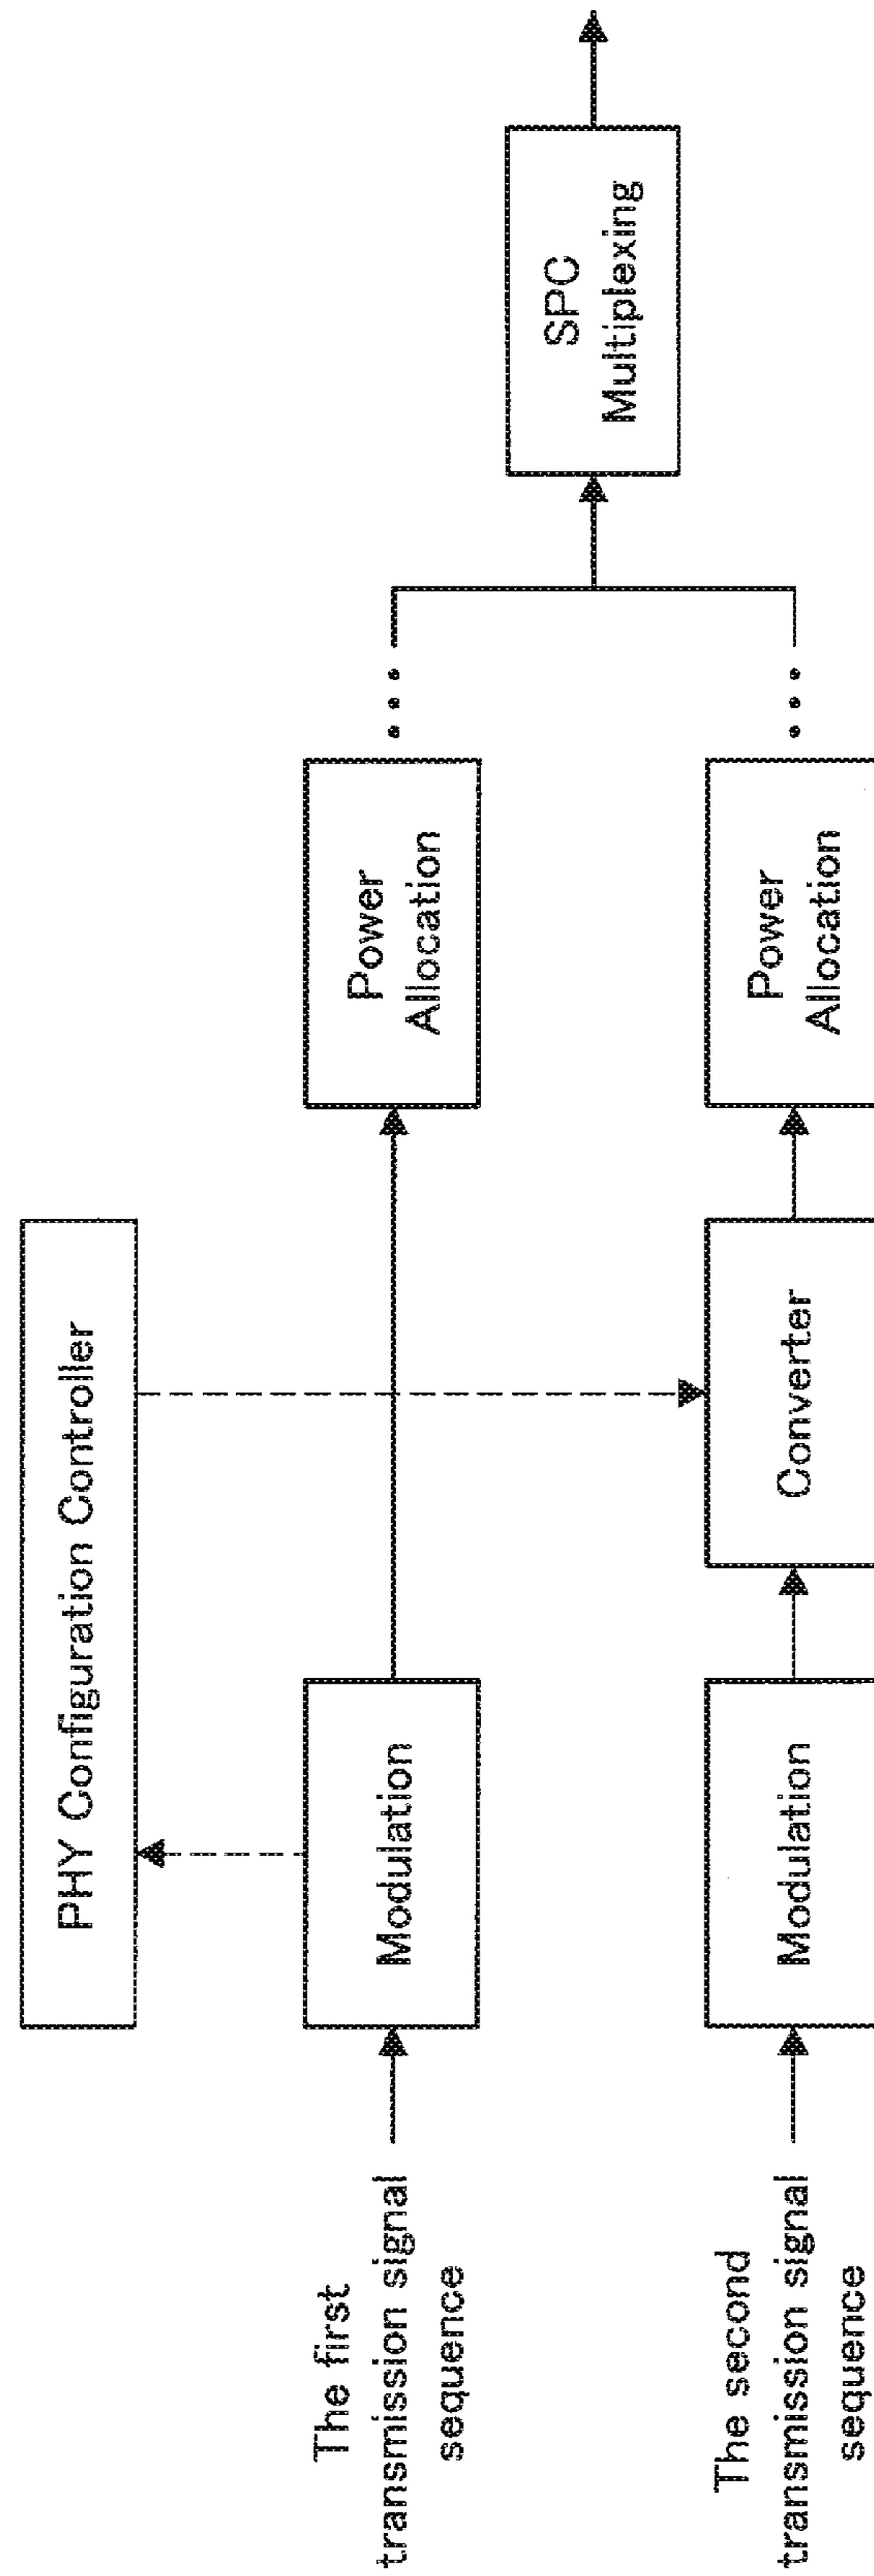 PHY Configuration Controller
The first
transmission signal
sequence
Modulation
Power
Allocation
SPC
Multiplexing
The second
transmission signal
sequence
Modulation
Converter
Power
Allocation